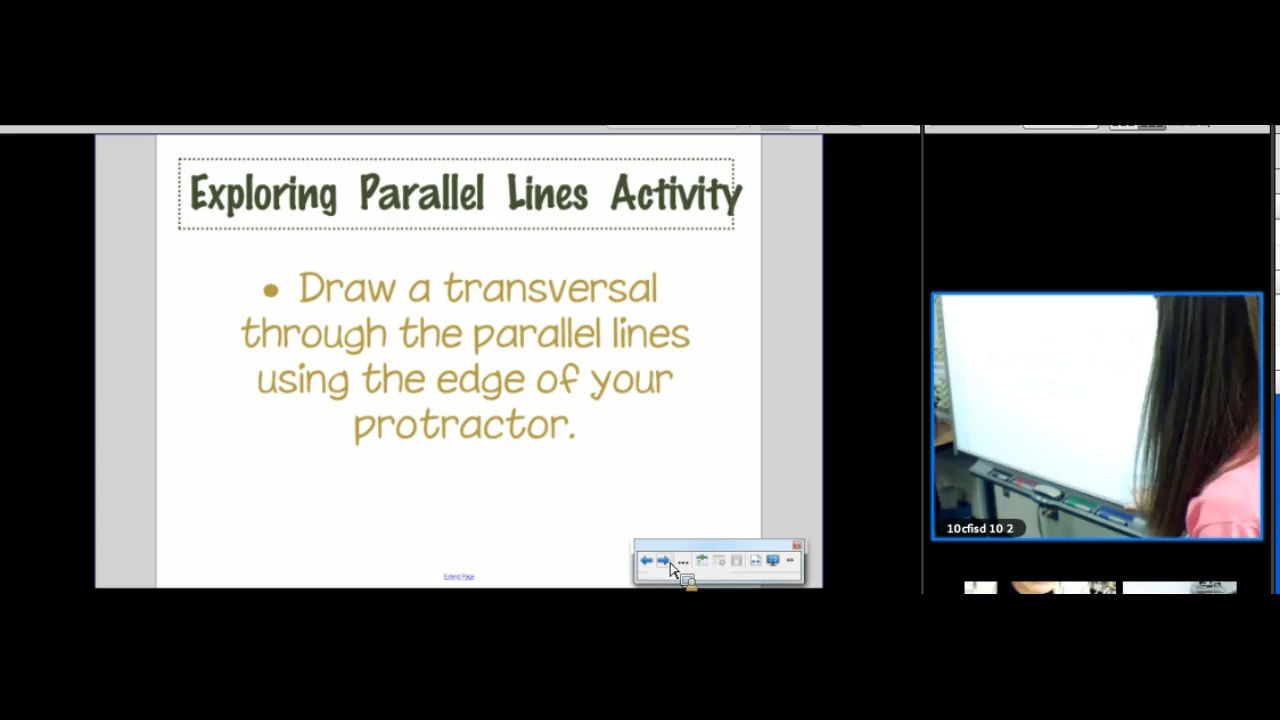 Exploring Parallel Lines Activity
• Draw a transversal
through the parallel lines
using the edge of your
protractor.
Extend Page
10cfisd 10 2